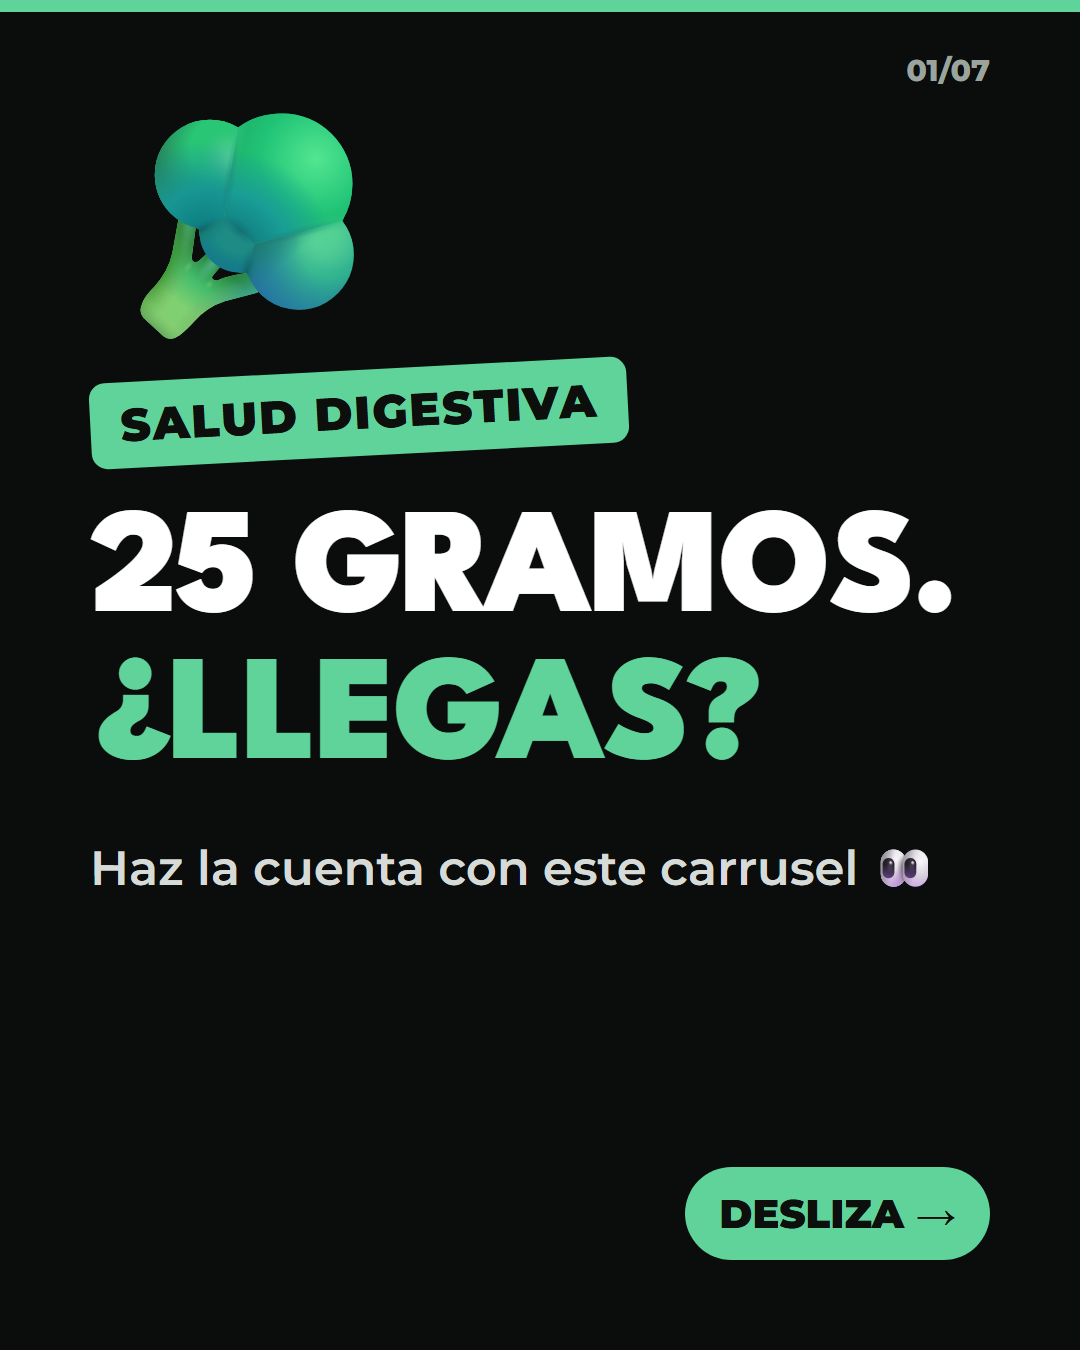 01/07
SALUD DIGESTIVA
25 GRAMOS.
¿LLEGAS?
Haz la cuenta con este carrusel 👀
DESLIZA →